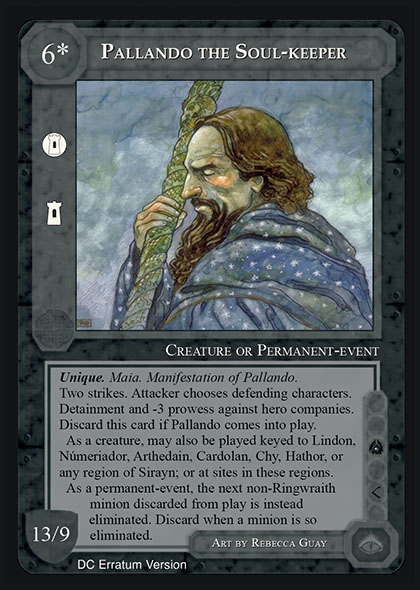 6*
PALLANDO THE SOUL-KEEPER
CREATURE OR PERMANENT-EVENT
Unique. Maia. Manifestation of Pallando.
Two strikes. Attacker chooses defending characters.
Detainment and -3 prowess against hero companies.
Discard this card if Pallando comes into play.
As a creature, may also be played keyed to Lindon,
Númeriador, Arthedain, Cardolan, Chy, Hathor, or
any region of Sirayn; or at sites in these regions.
As a permanent-event, the next non-Ringwraith
minion discarded from play is instead
eliminated. Discard when a minion is so
eliminated.
13/9
ART BY REBECCA GUAY
DC Erratum Version